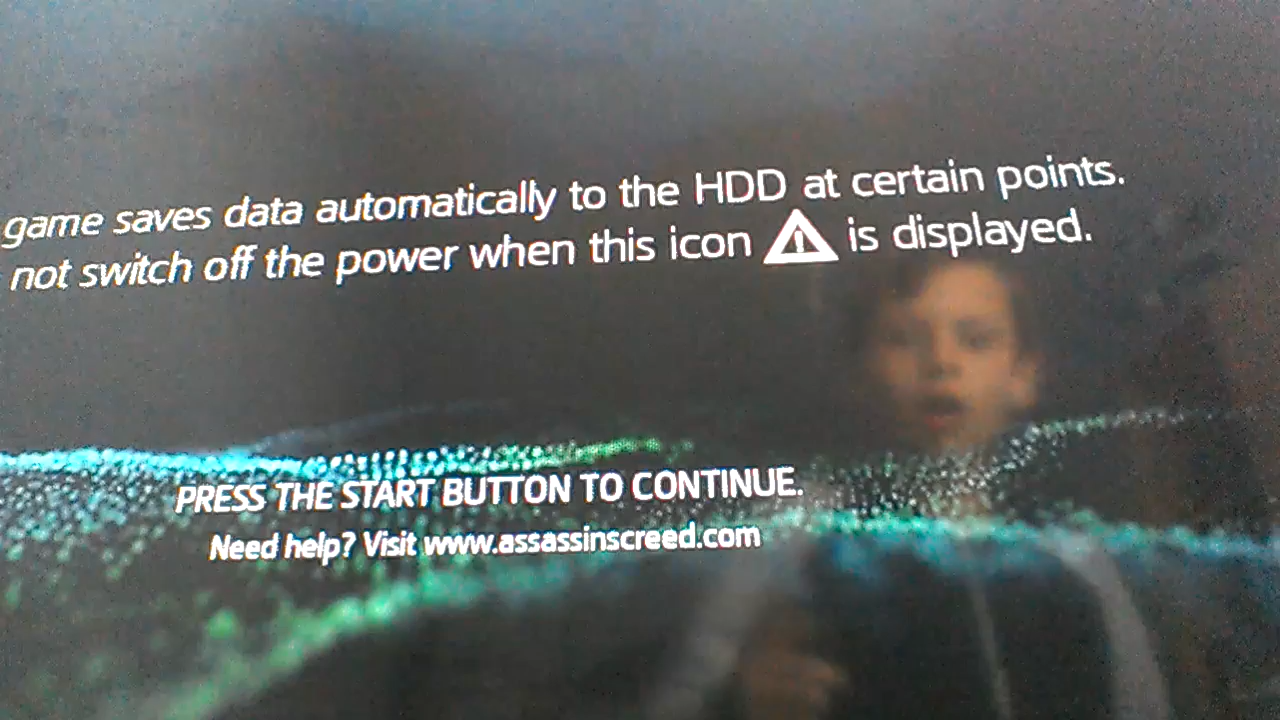 game saves data automatically to the HDD at certain points.
not switch off the power when this icon is displayed.
PRESS THE START BUTTON TO CONTINUE.
Need help? Visit www.assassinscreed.com